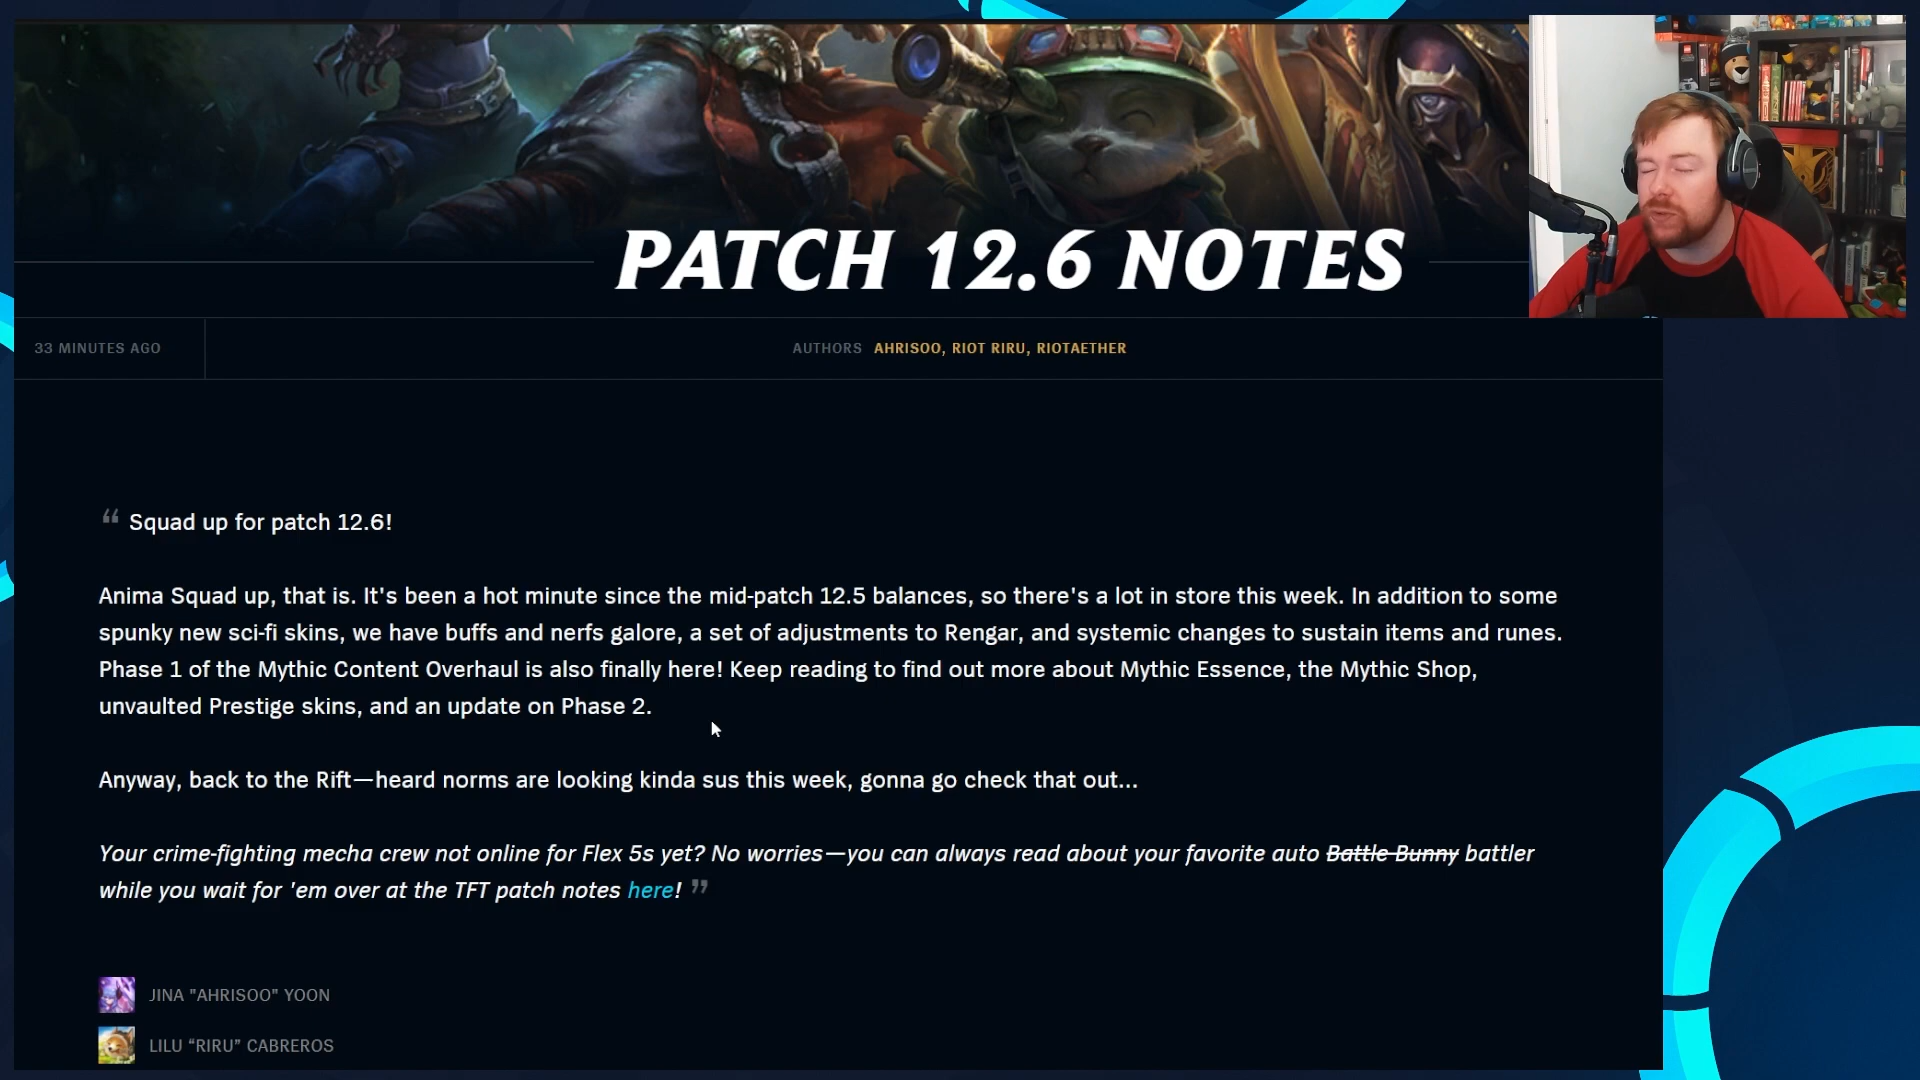 PATCH 12.6 NOTES
33 MINUTES AGO
AUTHORS AHRISOO, RIOT RIRU, RIOTAETHER
“ Squad up for patch 12.6!
Anima Squad up, that is. It's been a hot minute since the mid-patch 12.5 balances, so there's a lot in store this week. In addition to some
spunky new sci-fi skins, we have buffs and nerfs galore, a set of adjustments to Rengar, and systemic changes to sustain items and runes.
Phase 1 of the Mythic Content Overhaul is also finally here! Keep reading to find out more about Mythic Essence, the Mythic Shop,
unvaulted Prestige skins, and an update on Phase 2.
Anyway, back to the Rift—heard norms are looking kinda sus this week, gonna go check that out...
Your crime-fighting mecha crew not online for Flex 5s yet? No worries—you can always read about your favorite auto Battle Bunny battler
while you wait for 'em over at the TFT patch notes here! ”
JINA "AHRISOO" YOON
LILU “RIRU” CABREROS